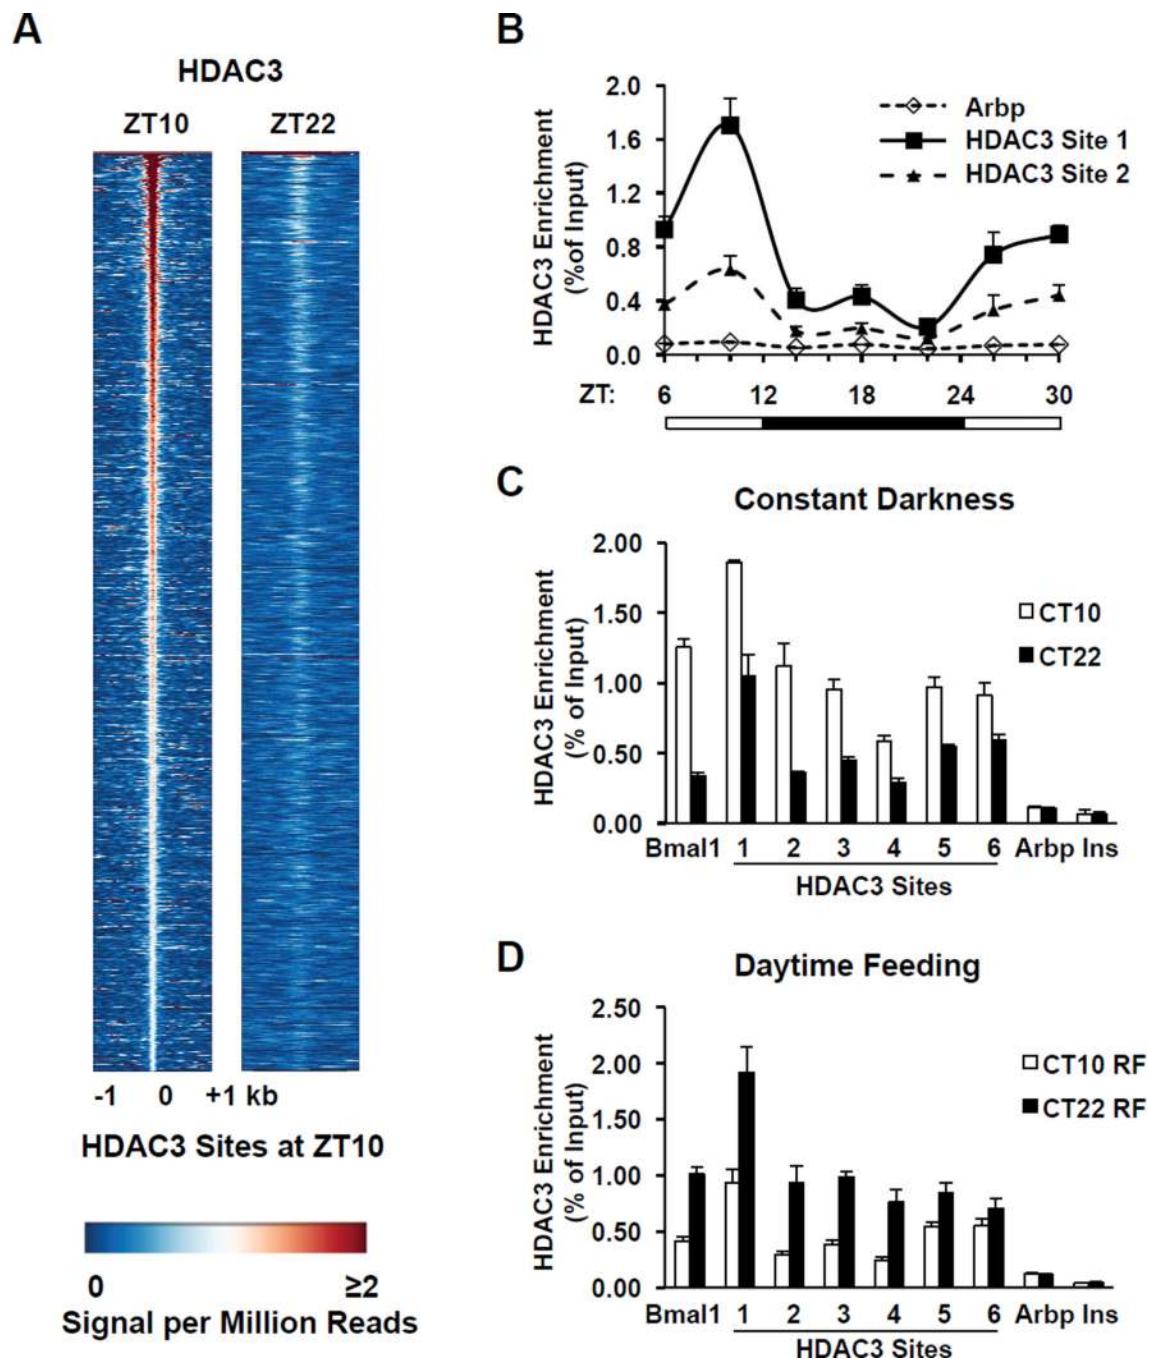 A
HDAC3
ZT10 ZT22
-1 0 +1 kb
HDAC3 Sites at ZT10
0 ≥2
Signal per Million Reads
B
HDAC3 Enrichment
(%of Input)
2.0
1.6
1.2
0.8
0.4
0.0
Arbp
HDAC3 Site 1
HDAC3 Site 2
ZT: 6 12 18 24 30
C
Constant Darkness
HDAC3 Enrichment
(% of Input)
2.00
1.50
1.00
0.50
0.00
CT10
CT22
Bmal1 1 2 3 4 5 6 Arbp Ins
HDAC3 Sites
D
Daytime Feeding
HDAC3 Enrichment
(% of Input)
2.50
2.00
1.50
1.00
0.50
0.00
CT10 RF
CT22 RF
Bmal1 1 2 3 4 5 6 Arbp Ins
HDAC3 Sites